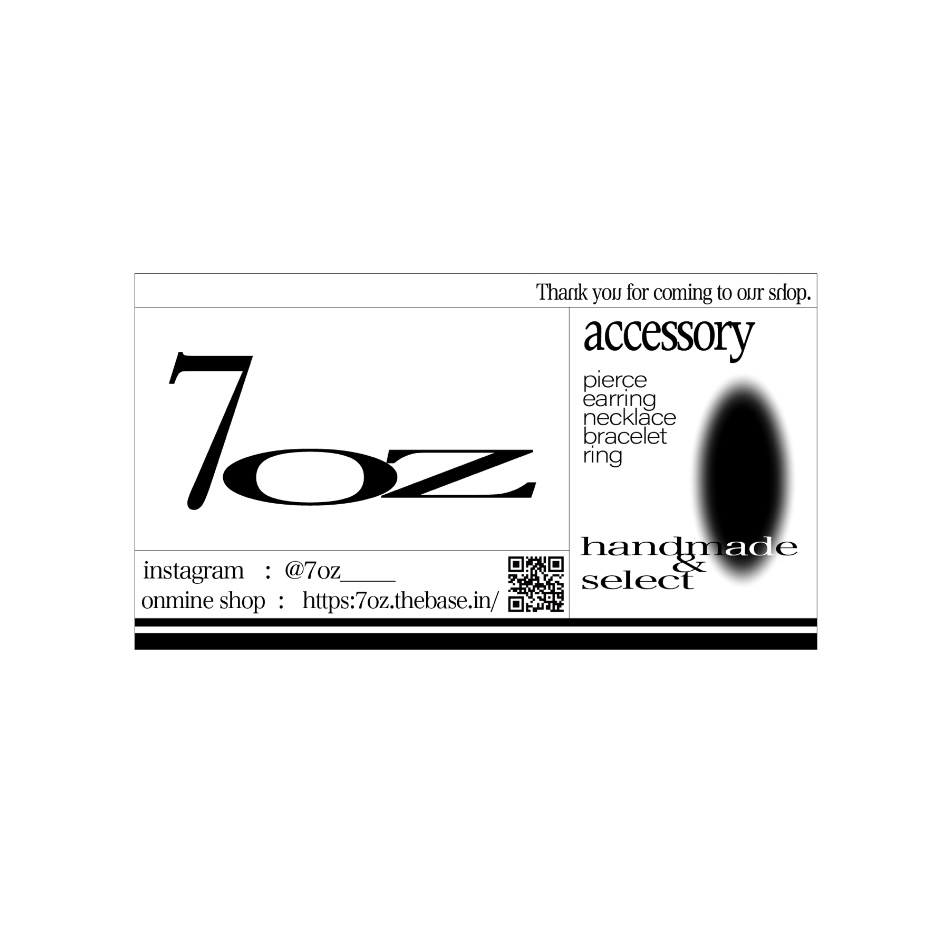 Thank you for coming to our shop.
7oz
accessory
pierce
earring
necklace
bracelet
ring
handmade
&
select
instagram : @7oz____
onmine shop : https:7oz.thebase.in/